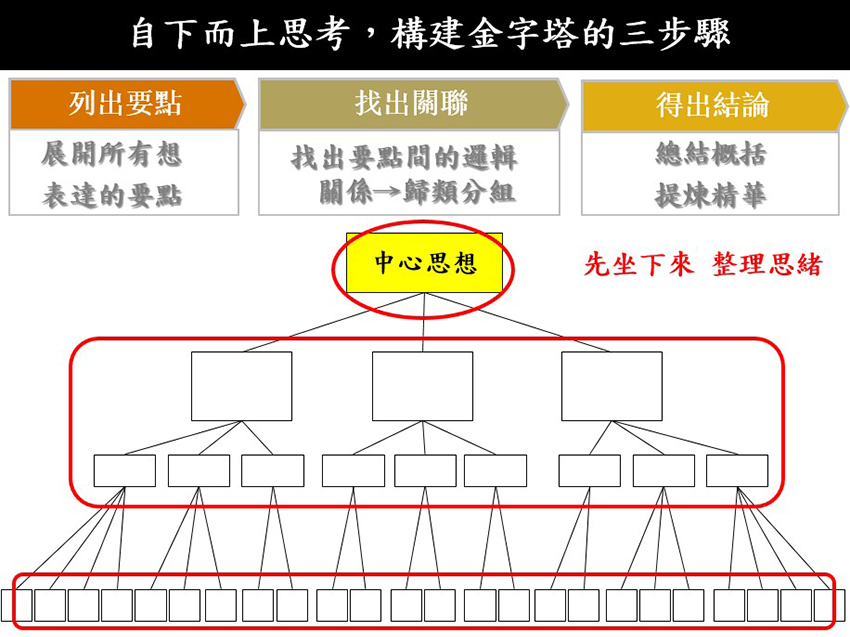 自下而上思考，構建金字塔的三步驟
列出要點
找出關聯
得出結論
展開所有想
表達的要點
找出要點間的邏輯
關係→歸類分組
總結概括
提煉精華
中心思想
先坐下來 整理思緒